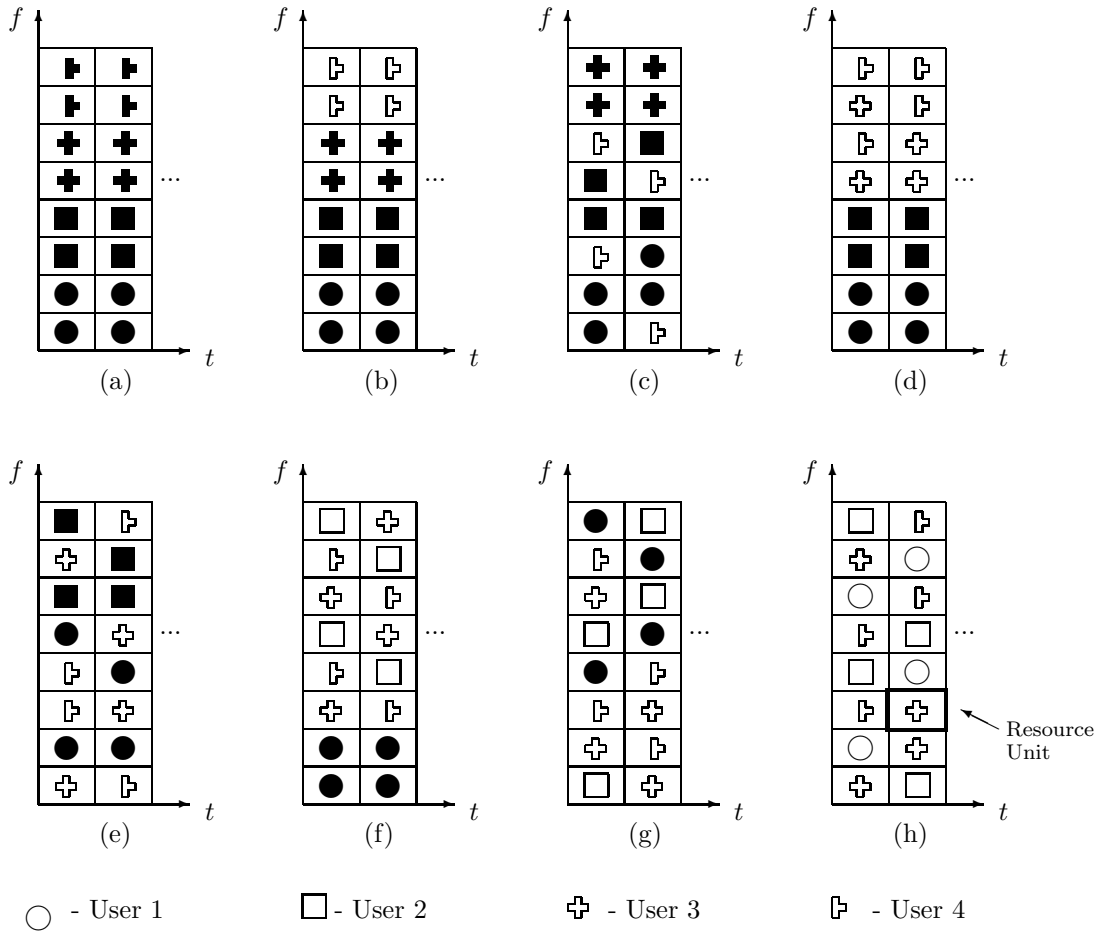 f f f f
... ... ... ...
t t t t
(a) (b) (c) (d)
f f f f
... ... ... ...
Resource
Unit
t t t t
(e) (f) (g) (h)
- User 1 - User 2 - User 3 - User 4